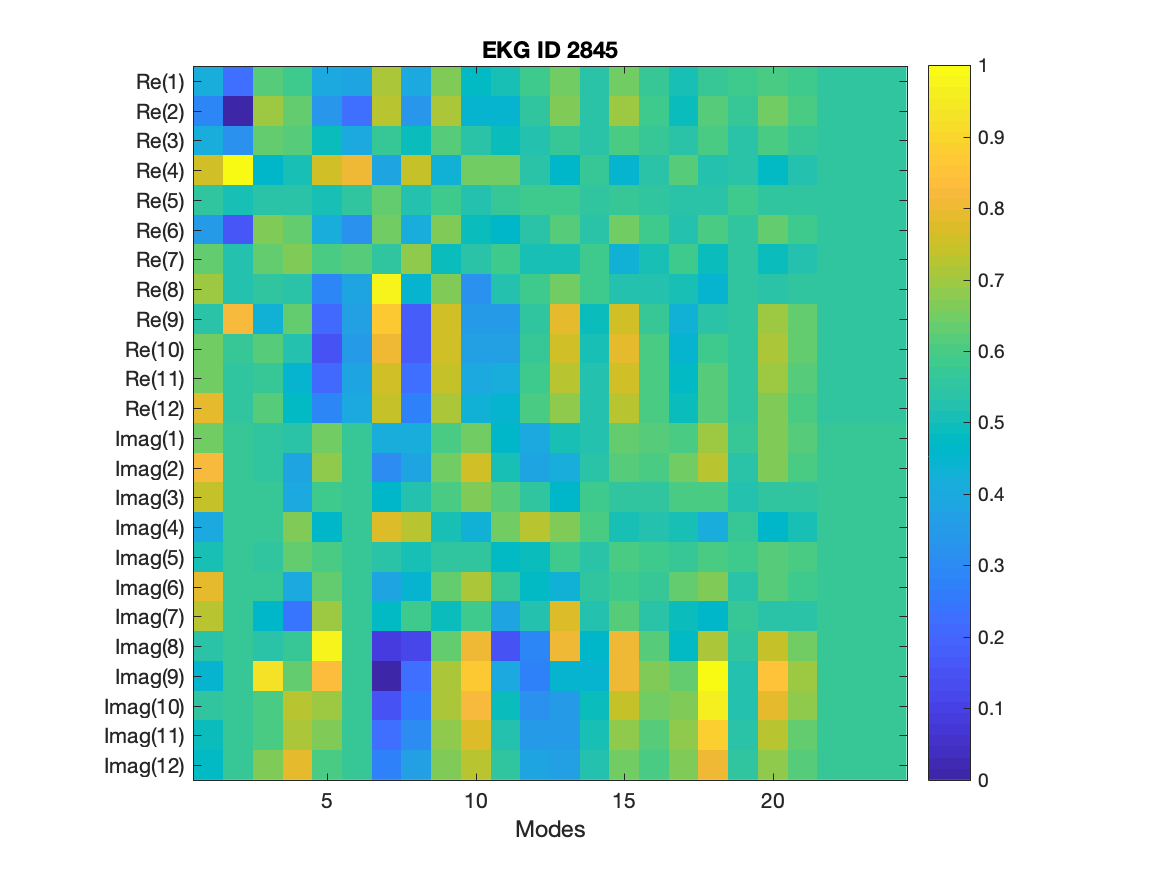 EKG ID 2845
Re(1)
Re(2)
Re(3)
Re(4)
Re(5)
Re(6)
Re(7)
Re(8)
Re(9)
Re(10)
Re(11)
Re(12)
Imag(1)
Imag(2)
Imag(3)
Imag(4)
Imag(5)
Imag(6)
Imag(7)
Imag(8)
Imag(9)
Imag(10)
Imag(11)
Imag(12)
5 10 15 20
Modes
1
0.9
0.8
0.7
0.6
0.5
0.4
0.3
0.2
0.1
0